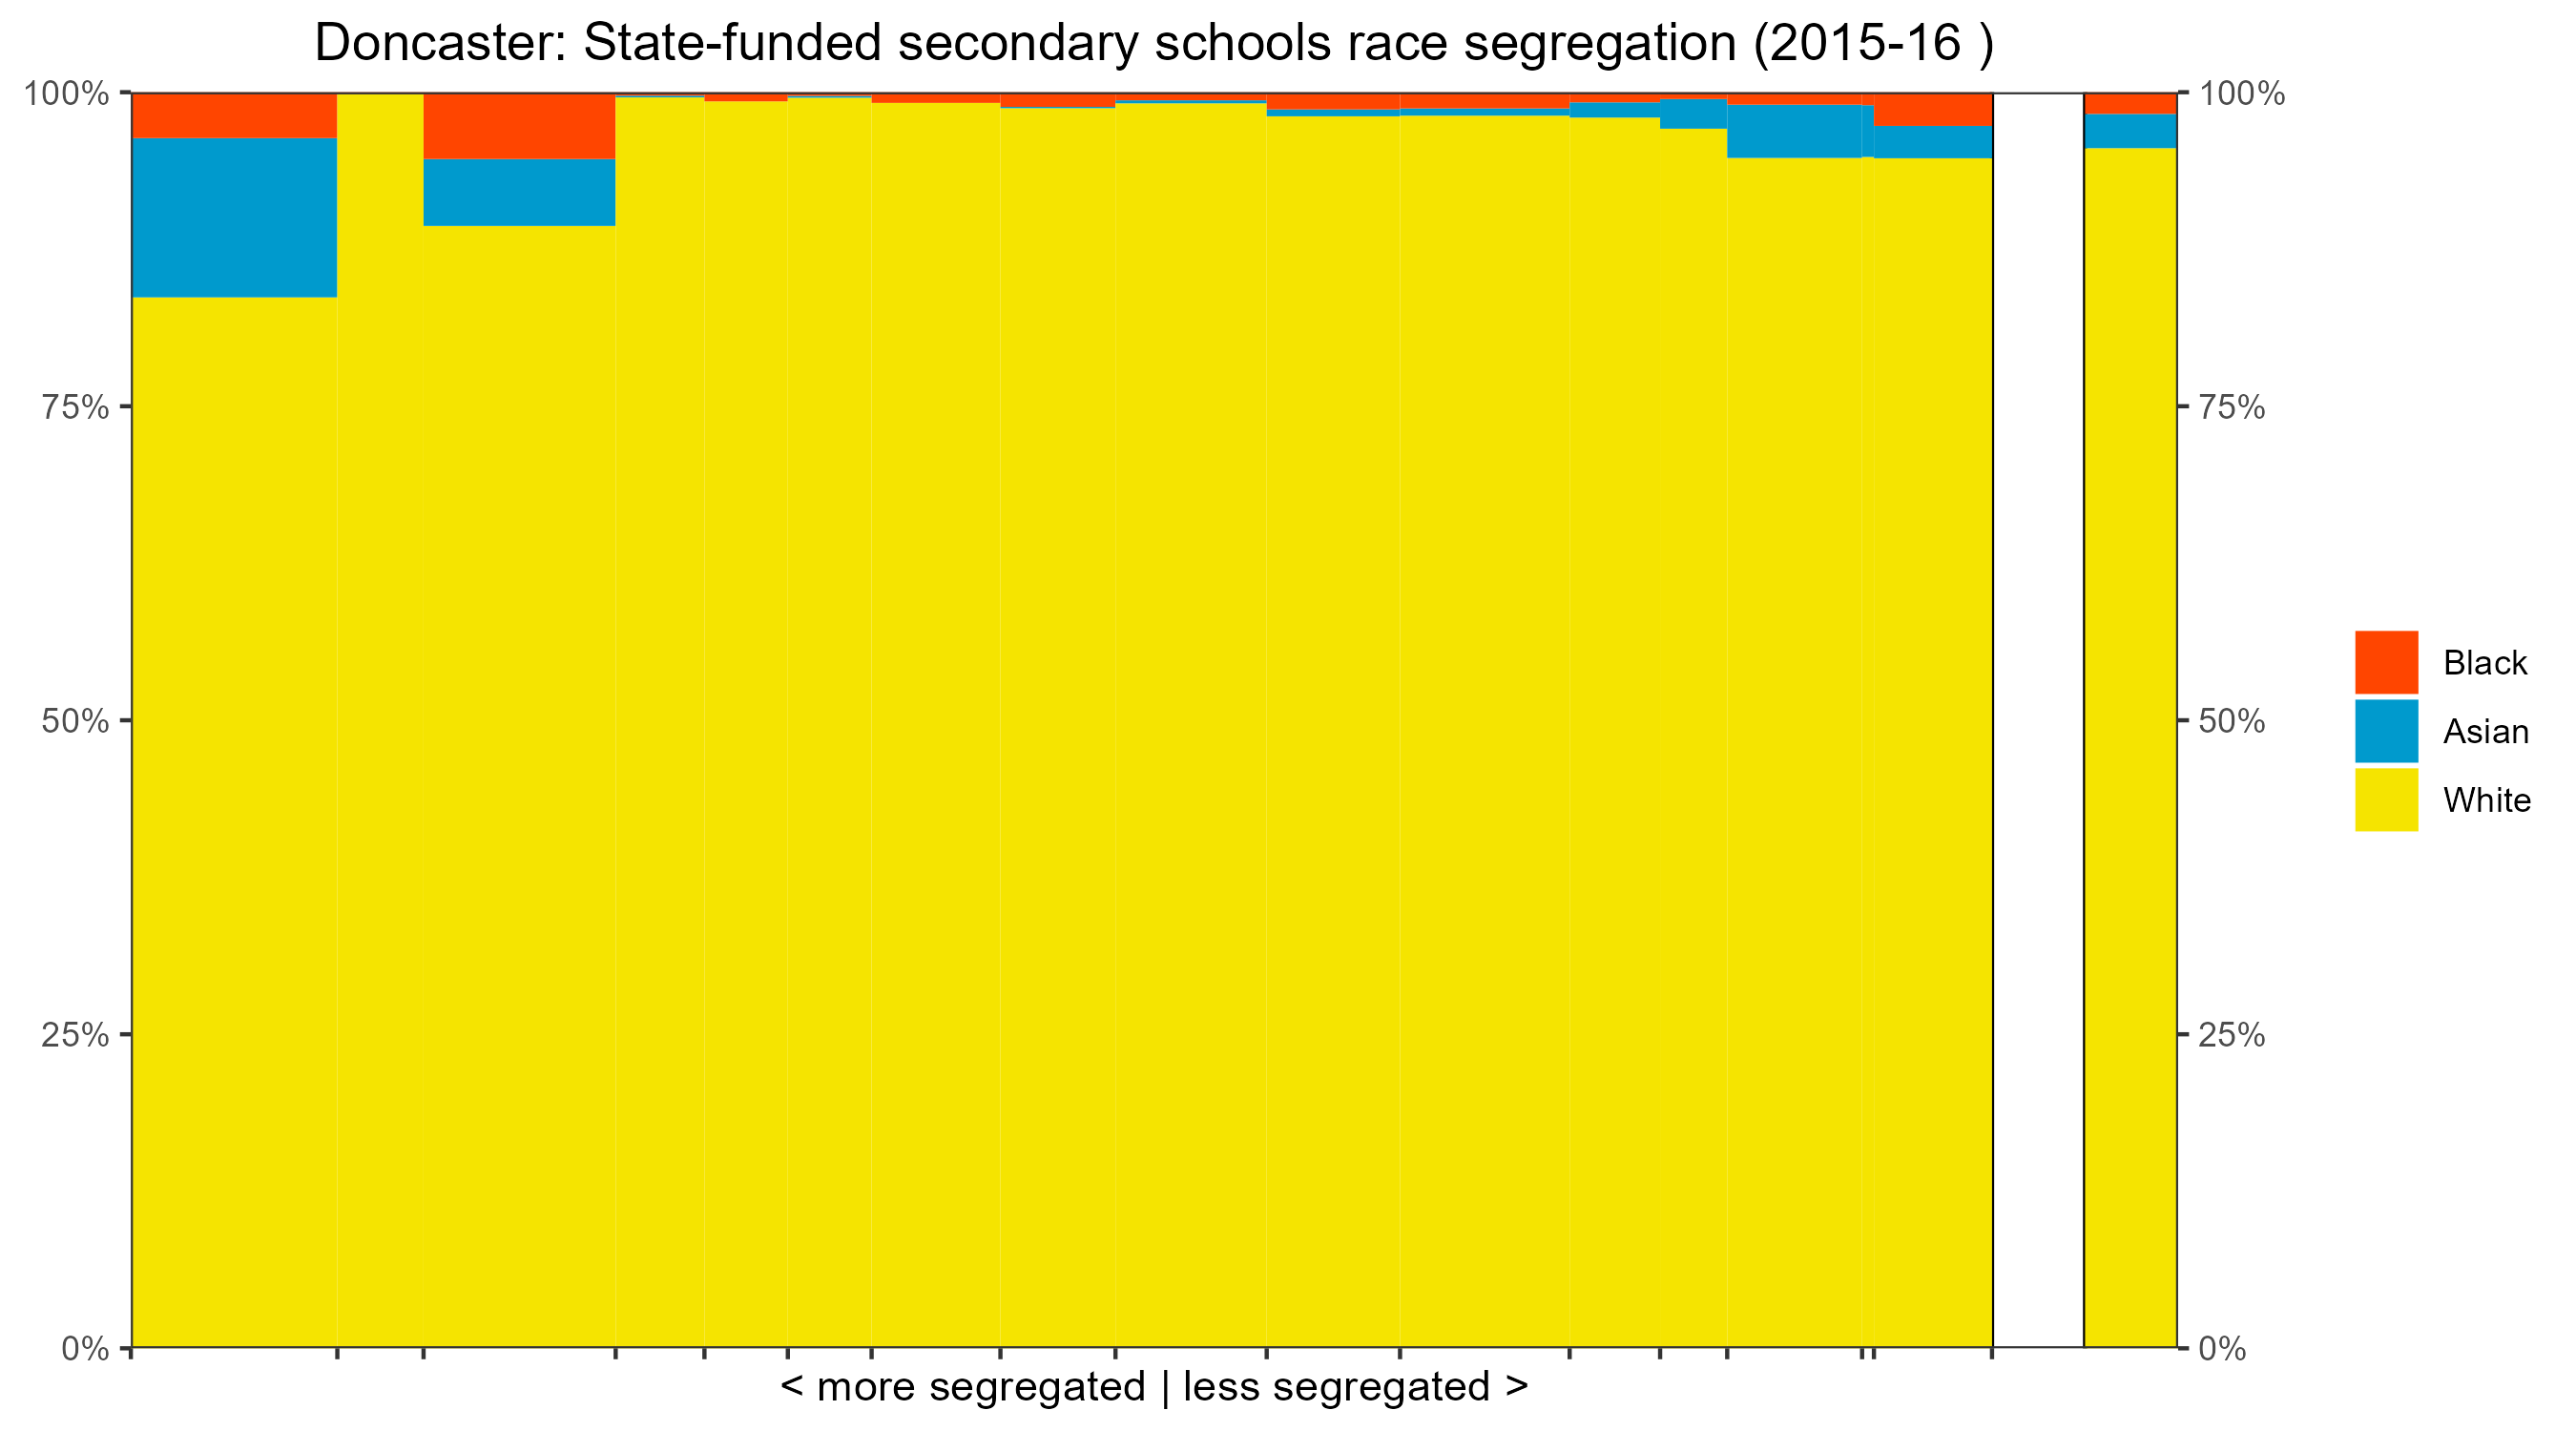 Doncaster: State-funded secondary schools race segregation (2015-16 )
100%
75%
50%
25%
0%
100%
75%
50%
25%
0%
Black
Asian
White
< more segregated | less segregated >